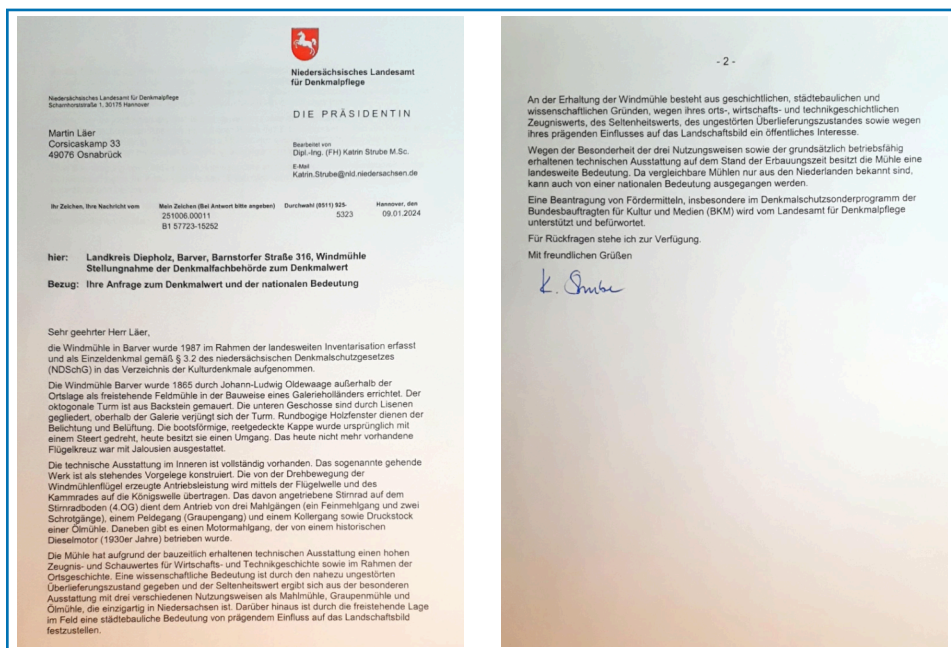 Niedersächsisches Landesamt
für Denkmalpflege
Niedersächsisches Landesamt für Denkmalpflege
Scharnhorststraße 1, 30175 Hannover
DIE PRÄSIDENTIN
Martin Läer
Corsicaskamp 33
49076 Osnabrück
Bearbeitet von
Dipl.-Ing. (FH) Katrin Strube M.Sc.
E-Mail
Katrin.Strube@nld.niedersachsen.de
Ihr Zeichen, Ihre Nachricht vom Mein Zeichen (Bei Antwort bitte angeben) Durchwahl (0511) 925- Hannover, den
251006.00011 5323 09.01.2024
B1 57723-15252
hier: Landkreis Diepholz, Barver, Barnstorfer Straße 316, Windmühle
Stellungnahme der Denkmalfachbehörde zum Denkmalwert
Bezug: Ihre Anfrage zum Denkmalwert und der nationalen Bedeutung
Sehr geehrter Herr Läer,
die Windmühle in Barver wurde 1987 im Rahmen der landesweiten Inventarisation erfasst
und als Einzeldenkmal gemäß § 3.2 des niedersächsischen Denkmalschutzgesetzes
(NDSchG) in das Verzeichnis der Kulturdenkmale aufgenommen.
Die Windmühle Barver wurde 1865 durch Johann-Ludwig Oldewaage außerhalb der
Ortslage als freistehende Feldmühle in der Bauweise eines Galerieholländers errichtet. Der
oktogonale Turm ist aus Backstein gemauert. Die unteren Geschosse sind durch Lisenen
gegliedert, oberhalb der Galerie verjüngt sich der Turm. Rundbogige Holzfenster dienen der
Belichtung und Belüftung. Die bootsförmige, reetgedeckte Kappe wurde ursprünglich mit
einem Steert gedreht, heute besitzt sie einen Umgang. Das heute nicht mehr vorhandene
Flügelkreuz war mit Jalousien ausgestattet.
Die technische Ausstattung im Inneren ist vollständig vorhanden. Das sogenannte gehende
Werk ist als stehendes Vorgelege konstruiert. Die von der Drehbewegung der
Windmühlenflügel erzeugte Antriebsleistung wird mittels der Flügelwelle und des
Kammrades auf die Königswelle übertragen. Das davon angetriebene Stirnrad auf dem
Stirnradboden (4.OG) dient dem Antrieb von drei Mahlgängen (ein Feinmehlgang und zwei
Schrotgänge), einem Peldegang (Graupengang) und einem Kollergang sowie Druckstock
einer Ölmühle. Daneben gibt es einen Motormahlgang, der von einem historischen
Dieselmotor (1930er Jahre) betrieben wurde.
Die Mühle hat aufgrund der bauzeitlich erhaltenen technischen Ausstattung einen hohen
Zeugnis- und Schauwertes für Wirtschafts- und Technikgeschichte sowie im Rahmen der
Ortsgeschichte. Eine wissenschaftliche Bedeutung ist durch den nahezu ungestörten
Überlieferungszustand gegeben und der Seltenheitswert ergibt sich aus der besonderen
Ausstattung mit drei verschiedenen Nutzungsweisen als Mahlmühle, Graupenmühle und
Ölmühle, die einzigartig in Niedersachsen ist. Darüber hinaus ist durch die freistehende Lage
im Feld eine städtebauliche Bedeutung von prägendem Einfluss auf das Landschaftsbild
festzustellen.
- 2 -
An der Erhaltung der Windmühle besteht aus geschichtlichen, städtebaulichen und
wissenschaftlichen Gründen, wegen ihres orts-, wirtschafts- und technikgeschichtlichen
Zeugniswerts, des Seltenheitswerts, des ungestörten Überlieferungszustandes sowie wegen
ihres prägenden Einflusses auf das Landschaftsbild ein öffentliches Interesse.
Wegen der Besonderheit der drei Nutzungsweisen sowie der grundsätzlich betriebsfähig
erhaltenen technischen Ausstattung auf dem Stand der Erbauungszeit besitzt die Mühle eine
landesweite Bedeutung. Da vergleichbare Mühlen nur aus den Niederlanden bekannt sind,
kann auch von einer nationalen Bedeutung ausgegangen werden.
Eine Beantragung von Fördermitteln, insbesondere im Denkmalschutzsonderprogramm der
Bundesbeauftragten für Kultur und Medien (BKM) wird vom Landesamt für Denkmalpflege
unterstützt und befürwortet.
Für Rückfragen stehe ich zur Verfügung.
Mit freundlichen Grüßen
K. Strube